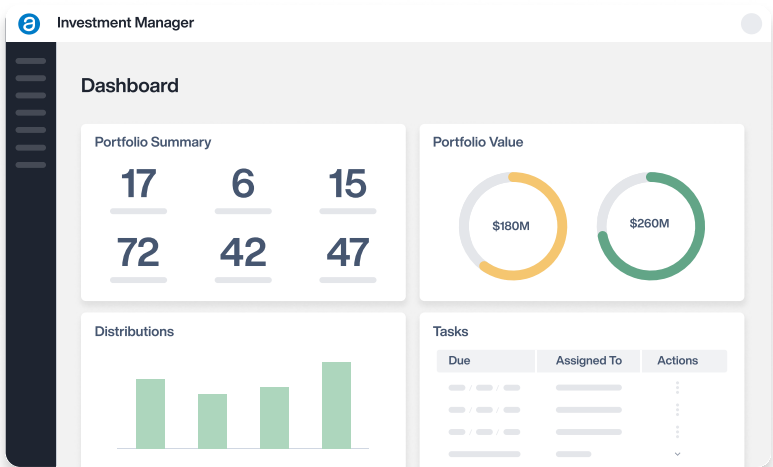 a Investment Manager
Dashboard
Portfolio Summary
17 6 15
72 42 47
Portfolio Value
$180M $260M
Distributions
Tasks
Due Assigned To Actions
/ /
/ /
/ /